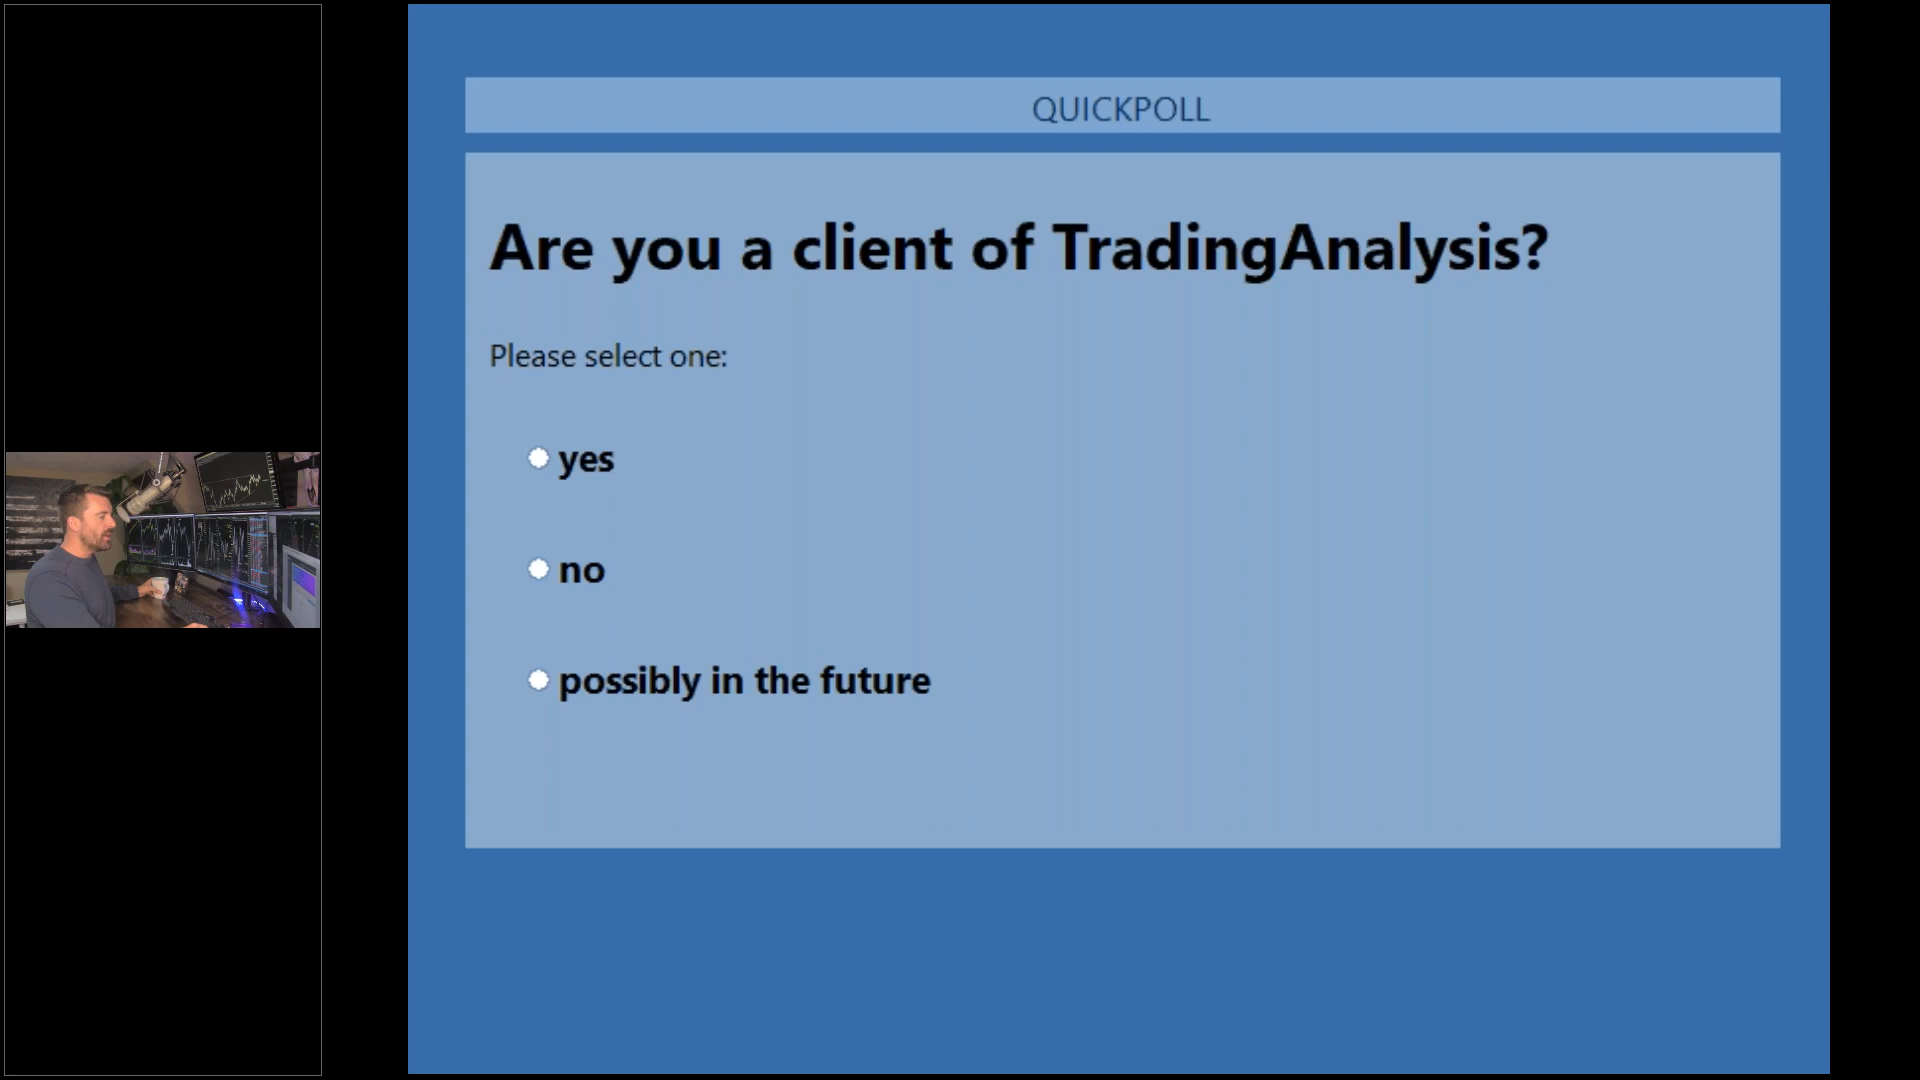 QUICKPOLL
Are you a client of TradingAnalysis?
Please select one:
yes
no
possibly in the future